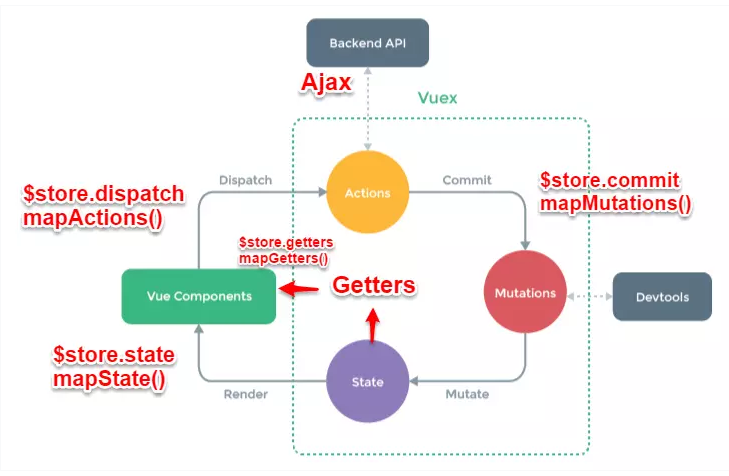 Backend API
Ajax
Vuex
Dispatch
Actions
Commit
$store.dispatch
mapActions()
$store.commit
mapMutations()
$store.getters
mapGetters()
Getters
Vue Components
Mutations
Devtools
$store.state
mapState()
State
Render
Mutate